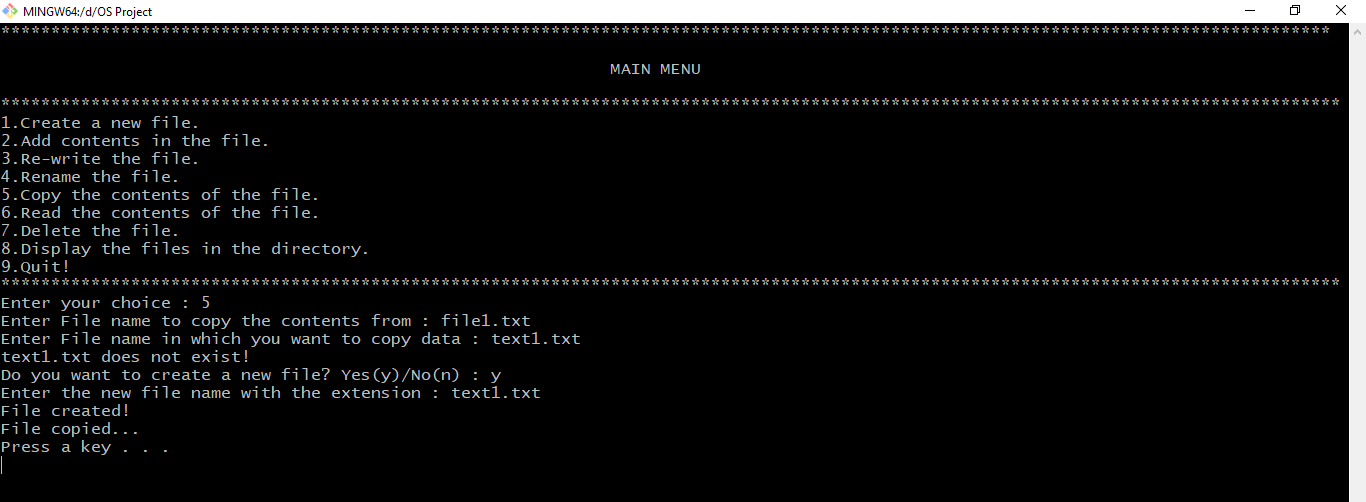 MINGW64:/d/OS Project
*************************************************************************************************************************************
MAIN MENU
**************************************************************************************************************************************
1.Create a new file.
2.Add contents in the file.
3.Re-write the file.
4.Rename the file.
5.Copy the contents of the file.
6.Read the contents of the file.
7.Delete the file.
8.Display the files in the directory.
9.Quit!
**************************************************************************************************************************************
Enter your choice : 5
Enter File name to copy the contents from : file1.txt
Enter File name in which you want to copy data : text1.txt
text1.txt does not exist!
Do you want to create a new file? Yes(y)/No(n) : y
Enter the new file name with the extension : text1.txt
File created!
File copied...
Press a key . . .